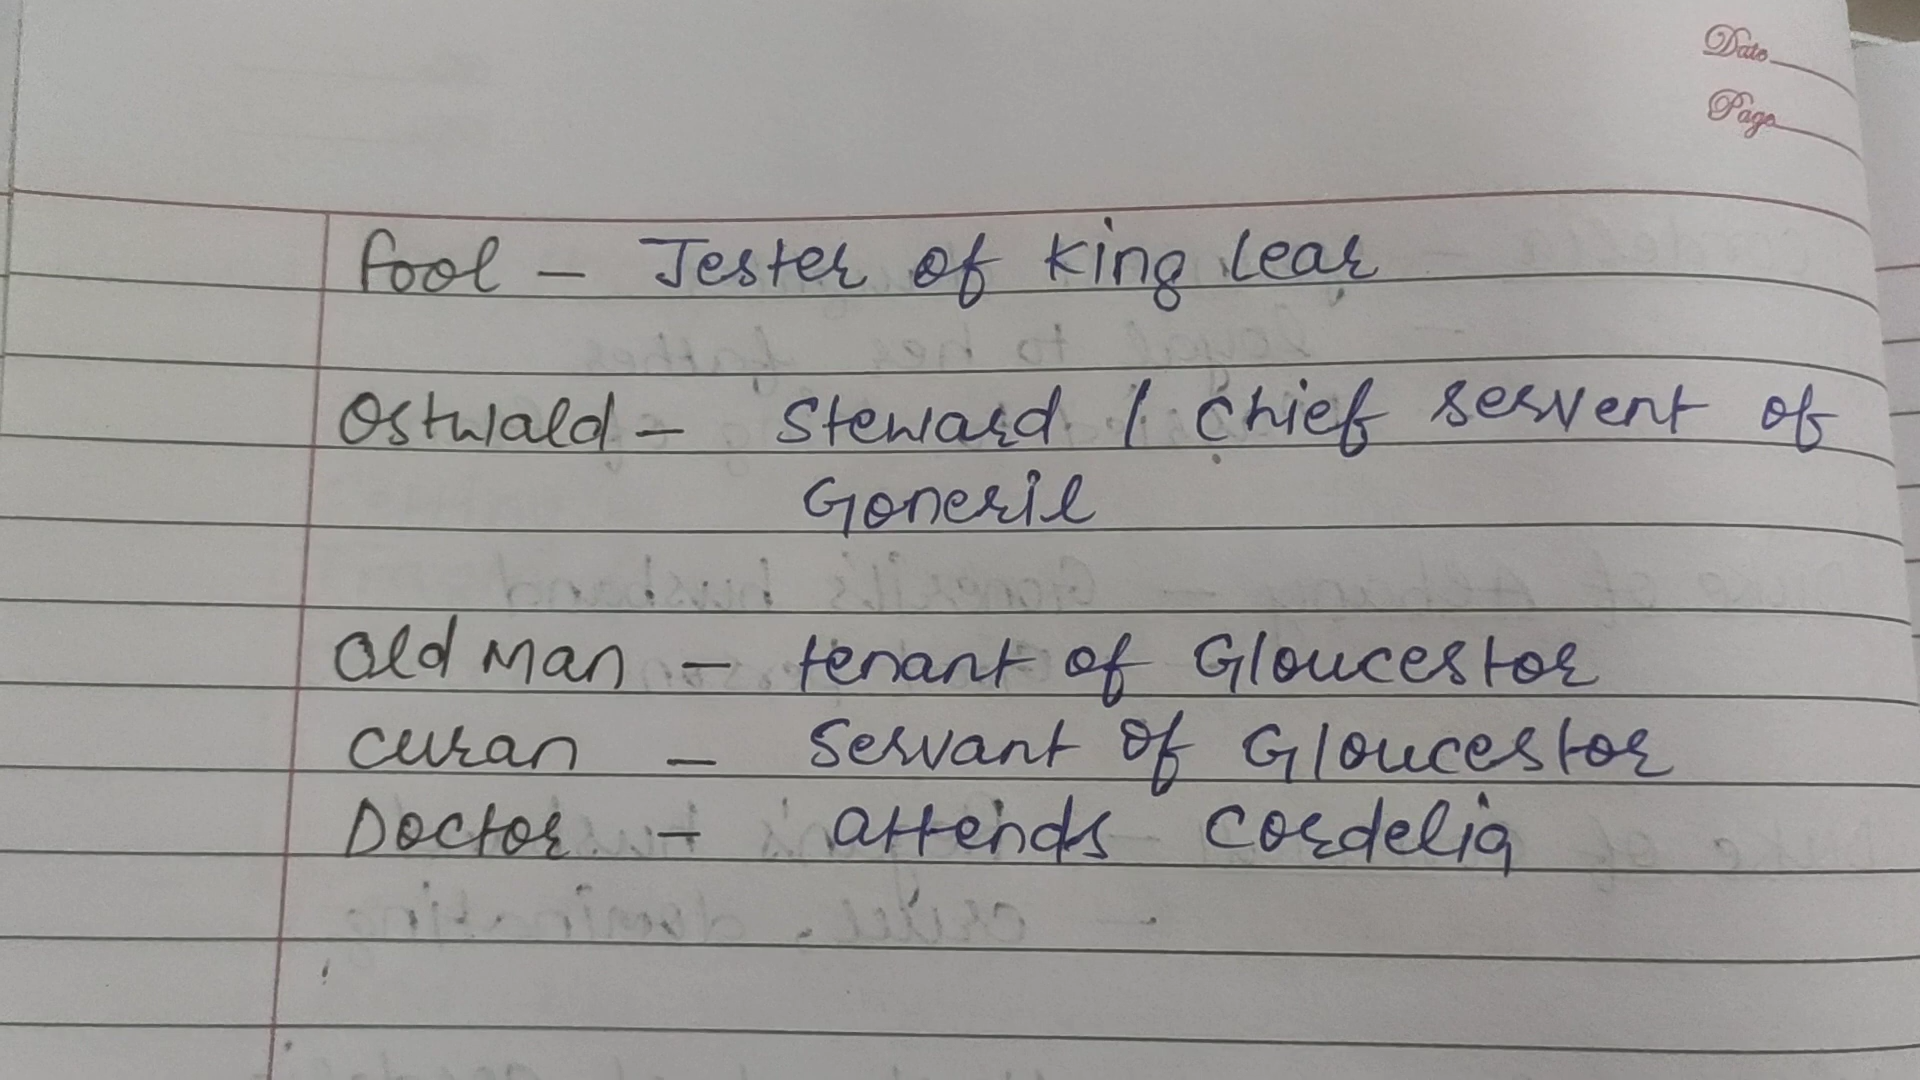 Date
Page
fool - Jester of King Lear
Ostwald - Steward / chief servent of
Goneril
Old Man - tenant of Gloucestor
curan - Servant of Gloucestor
Doctor - attends Cordelia